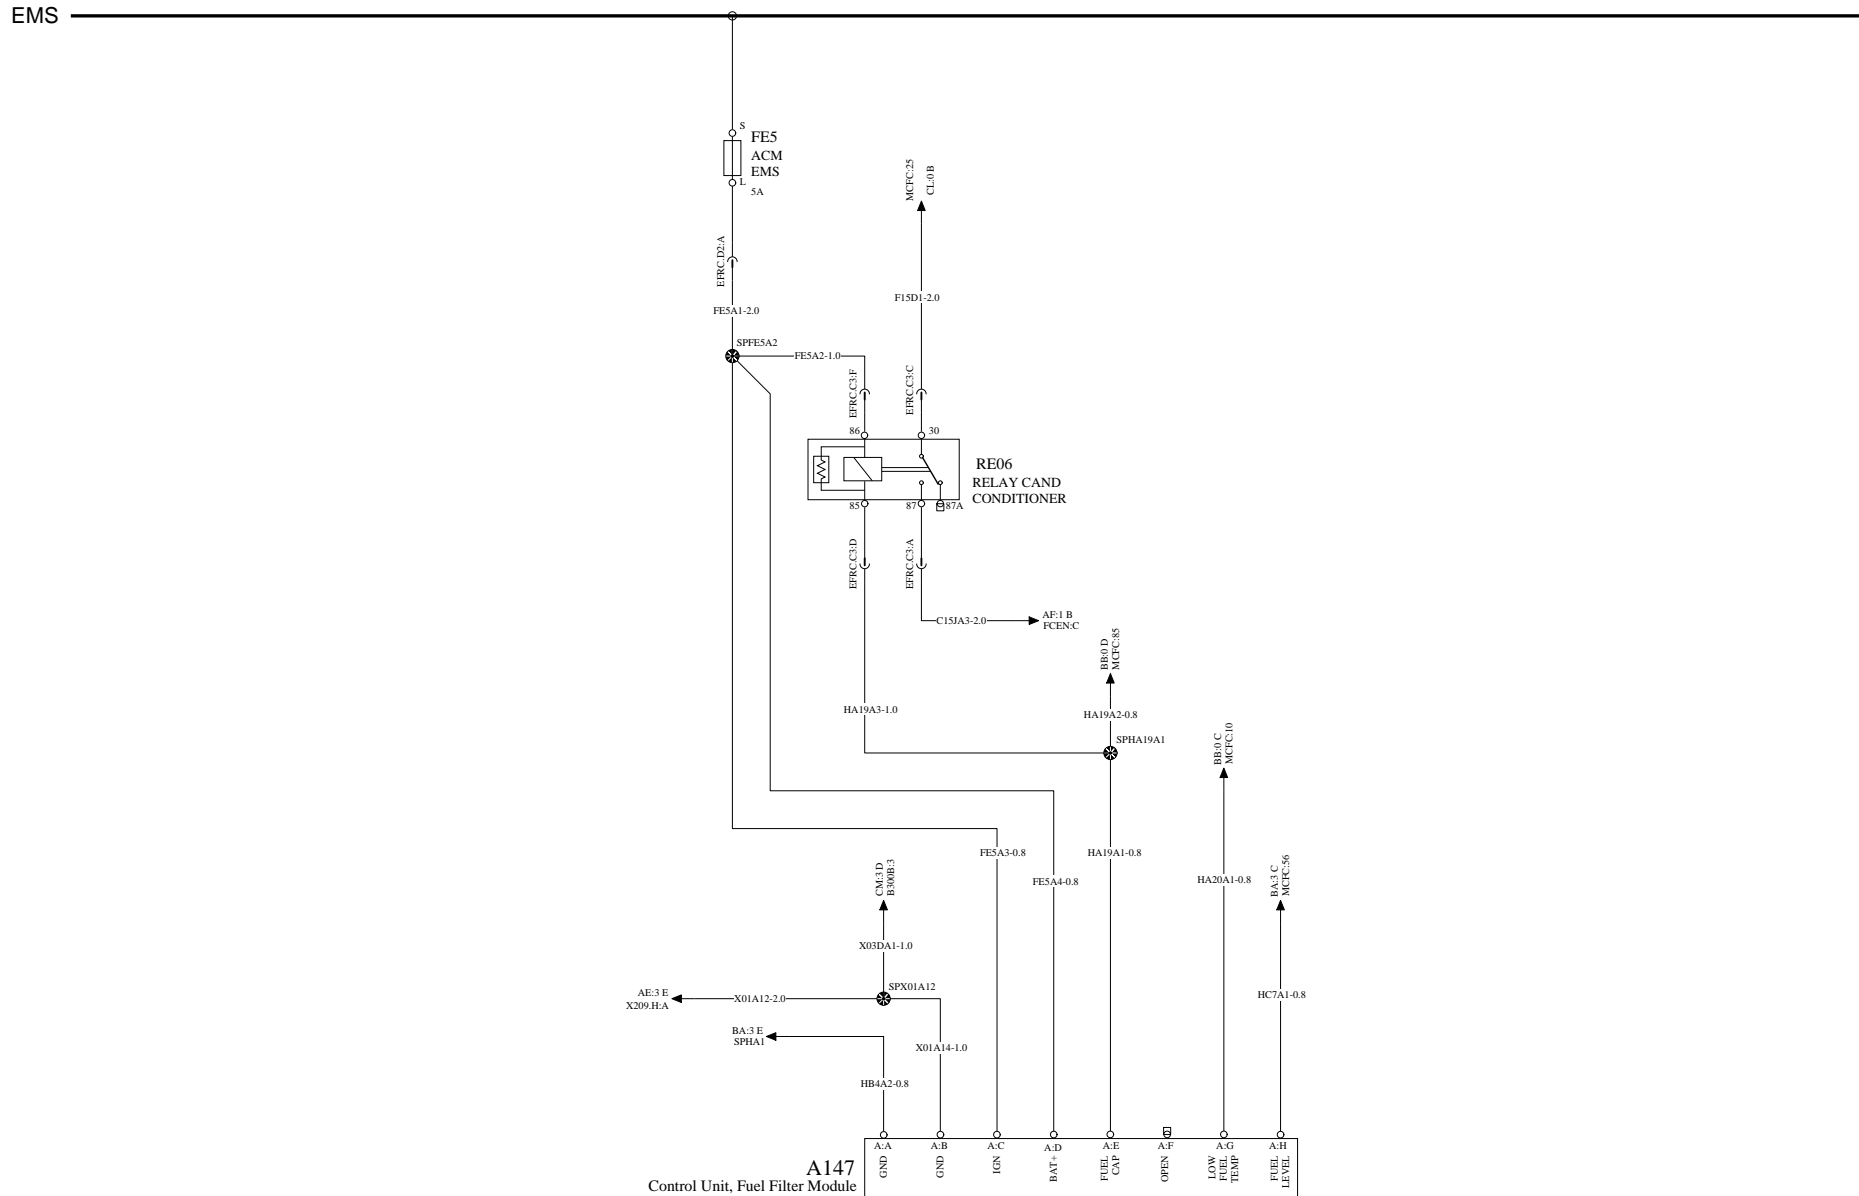 EMS
S
FE5
ACM
EMS
L
5A
EFRC.D2:A
FE5A1-2.0
SPFE5A2
FE5A2-1.0
MCFC:25
CL:0 B
F15D1-2.0
EFRC.C3:F
EFRC.C3:C
86
30
RE06
RELAY CAND
CONDITIONER
85
87
87A
EFRC.C3:D
EFRC.C3:A
C15JA3-2.0
AF:1 B
FCEN:C
BB:0 D
MCFC:85
HA19A3-1.0
HA19A2-0.8
SPHA19A1
BB:0 C
MCFC:10
FE5A3-0.8
HA19A1-0.8
FE5A4-0.8
HA20A1-0.8
CM:3 D
B300B:3
BA:3 C
MCFC:56
X03DA1-1.0
SPX01A12
AE:3 E
X209.H:A
X01A12-2.0
HC7A1-0.8
BA:3 E
SPHA1
X01A14-1.0
HB4A2-0.8
A:A
A:B
A:C
A:D
A:E
A:F
A:G
A:H
GND
GND
IGN
BAT+
FUEL
CAP
OPEN
LOW
FUEL
TEMP
FUEL
LEVEL
A147
Control Unit, Fuel Filter Module